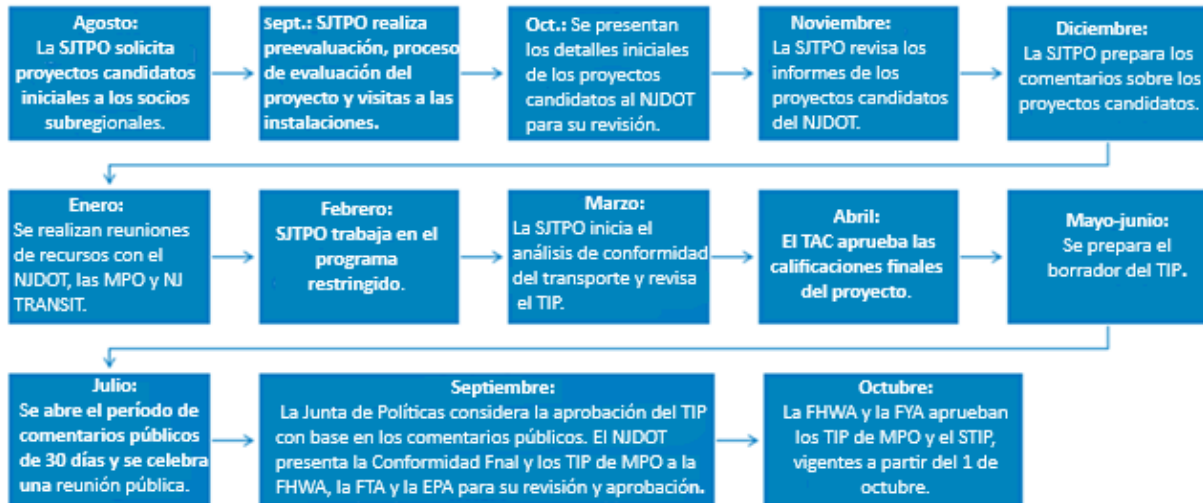 Agosto:
La SJTPO solicita
proyectos candidatos
iniciales a los socios
subregionales.
Sept.: SJTPO realiza
preevaluación, proceso
de evaluación del
proyecto y visitas a las
instalaciones.
Oct.: Se presentan
los detalles iniciales
de los proyectos
candidatos al NJDOT
para su revisión.
Noviembre:
La SJTPO revisa los
informes de los
proyectos candidatos
del NJDOT.
Diciembre:
La SJTPO prepara los
comentarios sobre los
proyectos candidatos.
Enero:
Se realizan reuniones
de recursos con el
NJDOT, las MPO y NJ
TRANSIT.
Febrero:
SJTPO trabaja en el
programa
restringido.
Marzo:
La SJTPO inicia el
análisis de conformidad
del transporte y revisa
el TIP.
Abril:
El TAC aprueba las
calificaciones finales
del proyecto.
Mayo-junio:
Se prepara el
borrador del TIP.
Julio:
Se abre el período de
comentarios públicos
de 30 días y se celebra
una reunión pública.
Septiembre:
La Junta de Políticas considera la aprobación del TIP
con base en los comentarios públicos. El NJDOT
presenta la Conformidad Fnal y los TIP de MPO a la
FHWA, la FTA y la EPA para su revisión y aprobación.
Octubre:
La FHWA y la FYA aprueban
los TIP de MPO y el STIP,
vigentes a partir del 1 de
octubre.